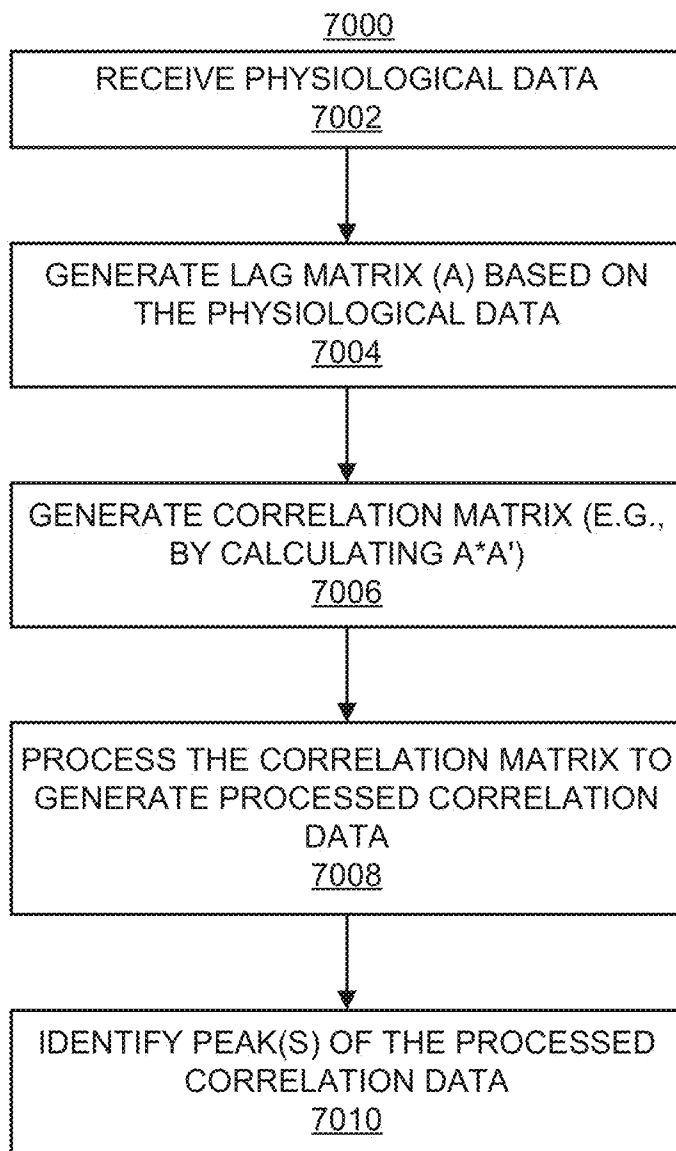 7000
RECEIVE PHYSIOLOGICAL DATA
7002
GENERATE LAG MATRIX (A) BASED ON
THE PHYSIOLOGICAL DATA
7004
GENERATE CORRELATION MATRIX (E.G.,
BY CALCULATING A*A')
7006
PROCESS THE CORRELATION MATRIX TO
GENERATE PROCESSED CORRELATION
DATA
7008
IDENTIFY PEAK(S) OF THE PROCESSED
CORRELATION DATA
7010